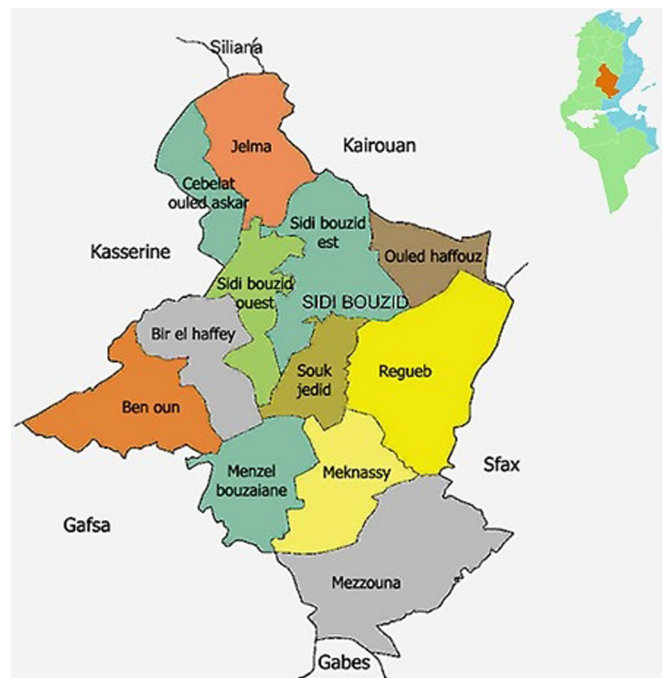 Siliana
Jelma
Kairouan
Cebelat
ouled askar
Sidi bouzid
est
Ouled haffouz
Kasserine
Sidi bouzid
ouest
SIDI BOUZID
Bir el haffey
Souk
jedid
Regueb
Ben oun
Sfax
Menzel
bouzaiane
Meknassy
Gafsa
Mezzouna
Gabes